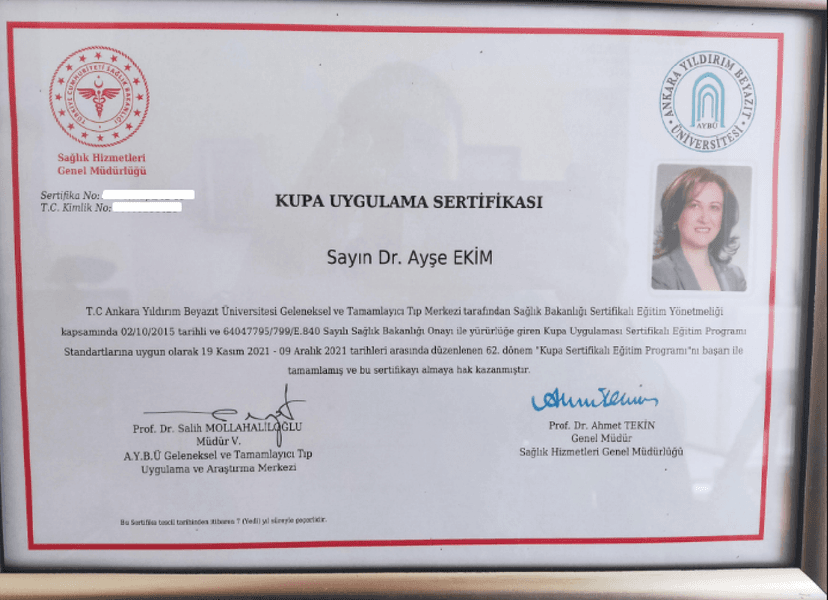 TÜRKİYE CUMHURİYETİ SAĞLIK BAKANLIĞI
ANKARA YILDIRIM BEYAZIT ÜNİVERSİTESİ
AYBÜ
Sağlık Hizmetleri
Genel Müdürlüğü
Sertifika No:
T.C. Kimlik No:
KUPA UYGULAMA SERTİFİKASI
Sayın Dr. Ayşe EKİM
T.C Ankara Yıldırım Beyazıt Üniversitesi Geleneksel ve Tamamlayıcı Tıp Merkezi tarafından Sağlık Bakanlığı Sertifikalı Eğitim Yönetmeliği
kapsamında 02/10/2015 tarihli ve 64047795/799/E.840 Sayılı Sağlık Bakanlığı Onayı ile yürürlüğe giren Kupa Uygulaması Sertifikalı Eğitim Programı
Standartlarına uygun olarak 19 Kasım 2021 - 09 Aralık 2021 tarihleri arasında düzenlenen 62. dönem "Kupa Sertifikalı Eğitim Programı"nı başarı ile
tamamlamış ve bu sertifikayı almaya hak kazanmıştır.
Prof. Dr. Salih MOLLAHALİLOĞLU
Müdür V.
A.Y.B.Ü Geleneksel ve Tamamlayıcı Tıp
Uygulama ve Araştırma Merkezi
Prof. Dr. Ahmet TEKİN
Genel Müdür
Sağlık Hizmetleri Genel Müdürlüğü
Bu Sertifika tescil tarihinden itibaren 7 (Yedi) yıl süreyle geçerlidir.